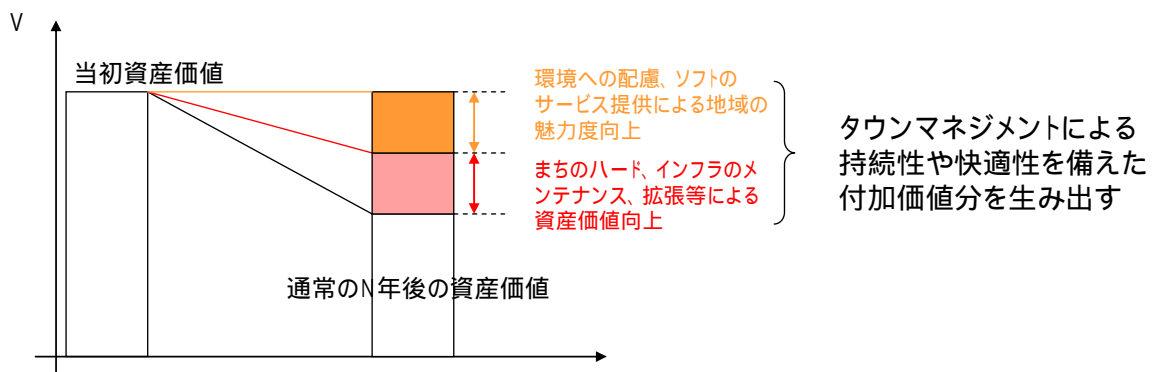 V
当初資産価値
環境への配慮、ソフトの
サービス提供による地域の
魅力度向上
まちのハード、インフラのメ
ンテナンス、拡張等による
資産価値向上
タウンマネジメントによる
持続性や快適性を備えた
付加価値分を生み出す
通常のN年後の資産価値